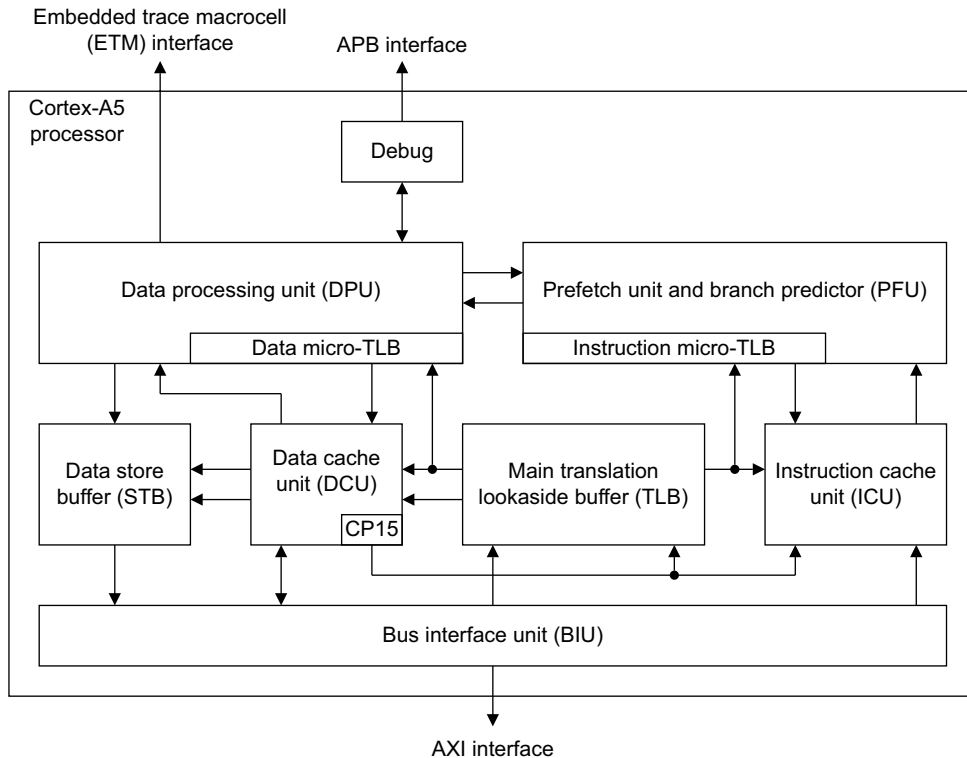 Embedded trace macrocell
(ETM) interface
APB interface
Cortex-A5
processor
Debug
Data processing unit (DPU)
Prefetch unit and branch predictor (PFU)
Data micro-TLB
Instruction micro-TLB
Data store
buffer (STB)
Data cache
unit (DCU)
CP15
Main translation
lookaside buffer (TLB)
Instruction cache
unit (ICU)
Bus interface unit (BIU)
AXI interface